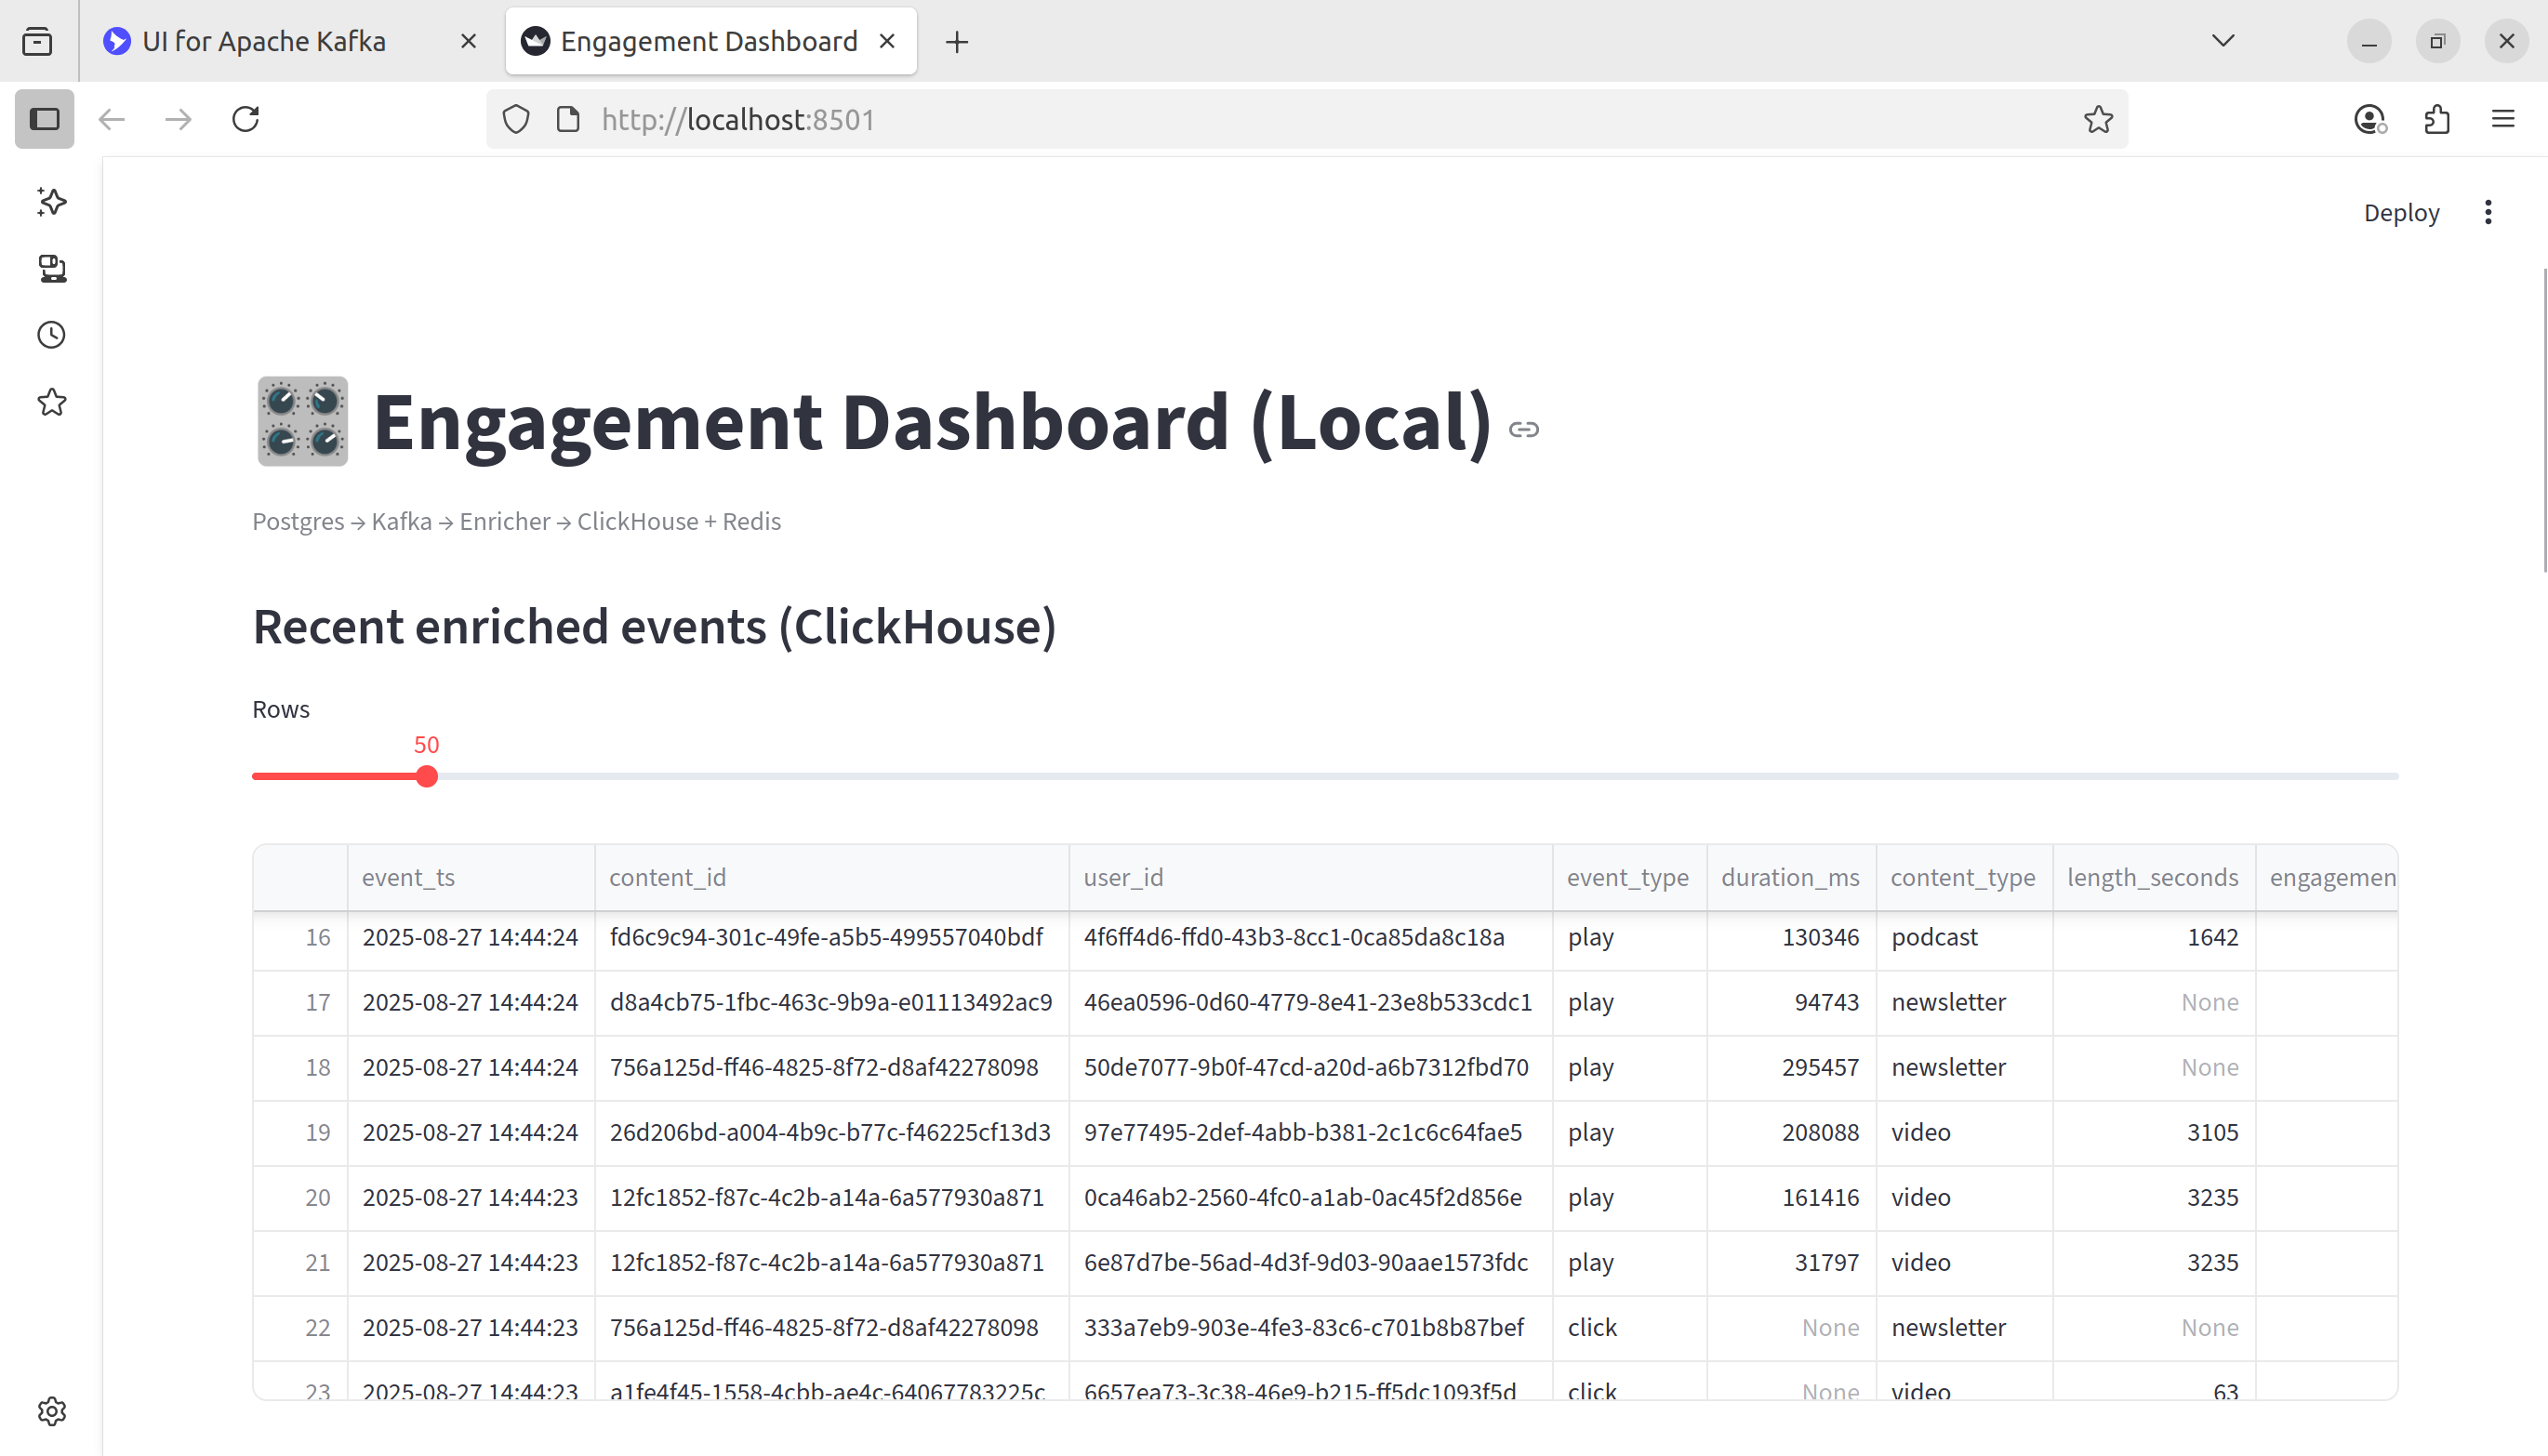 UI for Apache Kafka
Engagement Dashboard
http://localhost:8501
Deploy
Engagement Dashboard (Local)
Postgres → Kafka → Enricher → ClickHouse + Redis
Recent enriched events (ClickHouse)
Rows
50
event_ts content_id user_id event_type duration_ms content_type length_seconds engagemen
16 2025-08-27 14:44:24 fd6c9c94-301c-49fe-a5b5-499557040bdf 4f6ff4d6-ffd0-43b3-8cc1-0ca85da8c18a play 130346 podcast 1642
17 2025-08-27 14:44:24 d8a4cb75-1fbc-463c-9b9a-e01113492ac9 46ea0596-0d60-4779-8e41-23e8b533cdc1 play 94743 newsletter None
18 2025-08-27 14:44:24 756a125d-ff46-4825-8f72-d8af42278098 50de7077-9b0f-47cd-a20d-a6b7312fbd70 play 295457 newsletter None
19 2025-08-27 14:44:24 26d206bd-a004-4b9c-b77c-f46225cf13d3 97e77495-2def-4abb-b381-2c1c6c64fae5 play 208088 video 3105
20 2025-08-27 14:44:23 12fc1852-f87c-4c2b-a14a-6a577930a871 0ca46ab2-2560-4fc0-a1ab-0ac45f2d856e play 161416 video 3235
21 2025-08-27 14:44:23 12fc1852-f87c-4c2b-a14a-6a577930a871 6e87d7be-56ad-4d3f-9d03-90aae1573fdc play 31797 video 3235
22 2025-08-27 14:44:23 756a125d-ff46-4825-8f72-d8af42278098 333a7eb9-903e-4fe3-83c6-c701b8b87bef click None newsletter None
23 2025-08-27 14:44:23 a1fe4f45-1558-4cbb-ae4c-64067783225c 6657ea73-3c38-46e9-b215-ff5dc1093f5d click None video 63